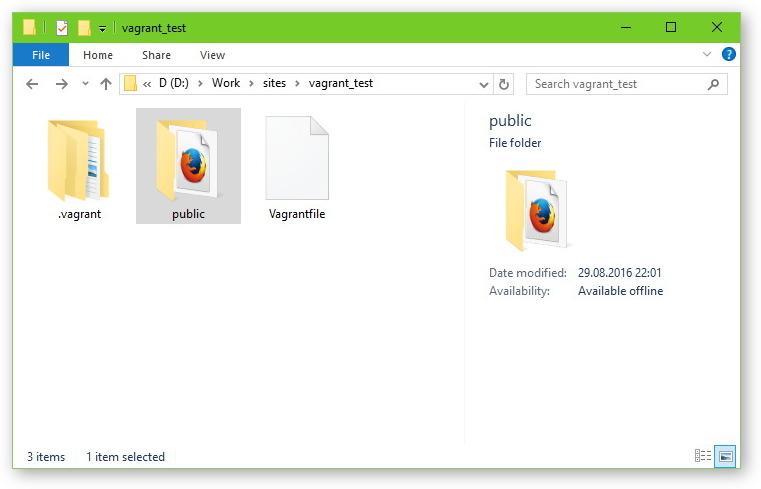 vagrant_test
File Home Share View
« D (D:) > Work > sites > vagrant_test Search vagrant_test
public
File folder
.vagrant public Vagrantfile
Date modified: 29.08.2016 22:01
Availability: Available offline
3 items 1 item selected